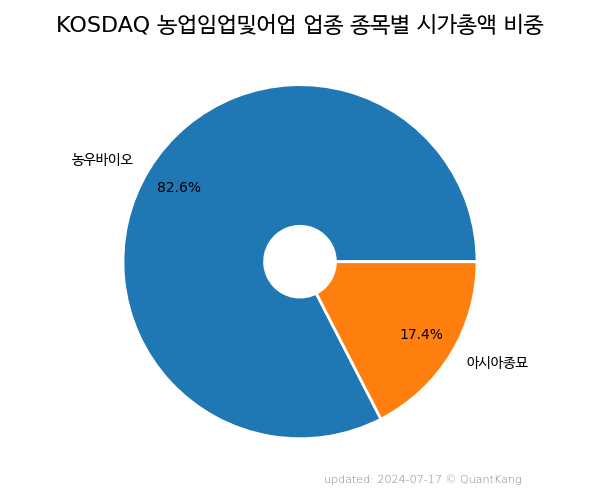 KOSDAQ 농업임업및어업 업종 종목별 시가총액 비중
농우바이오
82.6%
17.4%
아시아종묘
updated: 2024-07-17 © QuantKang